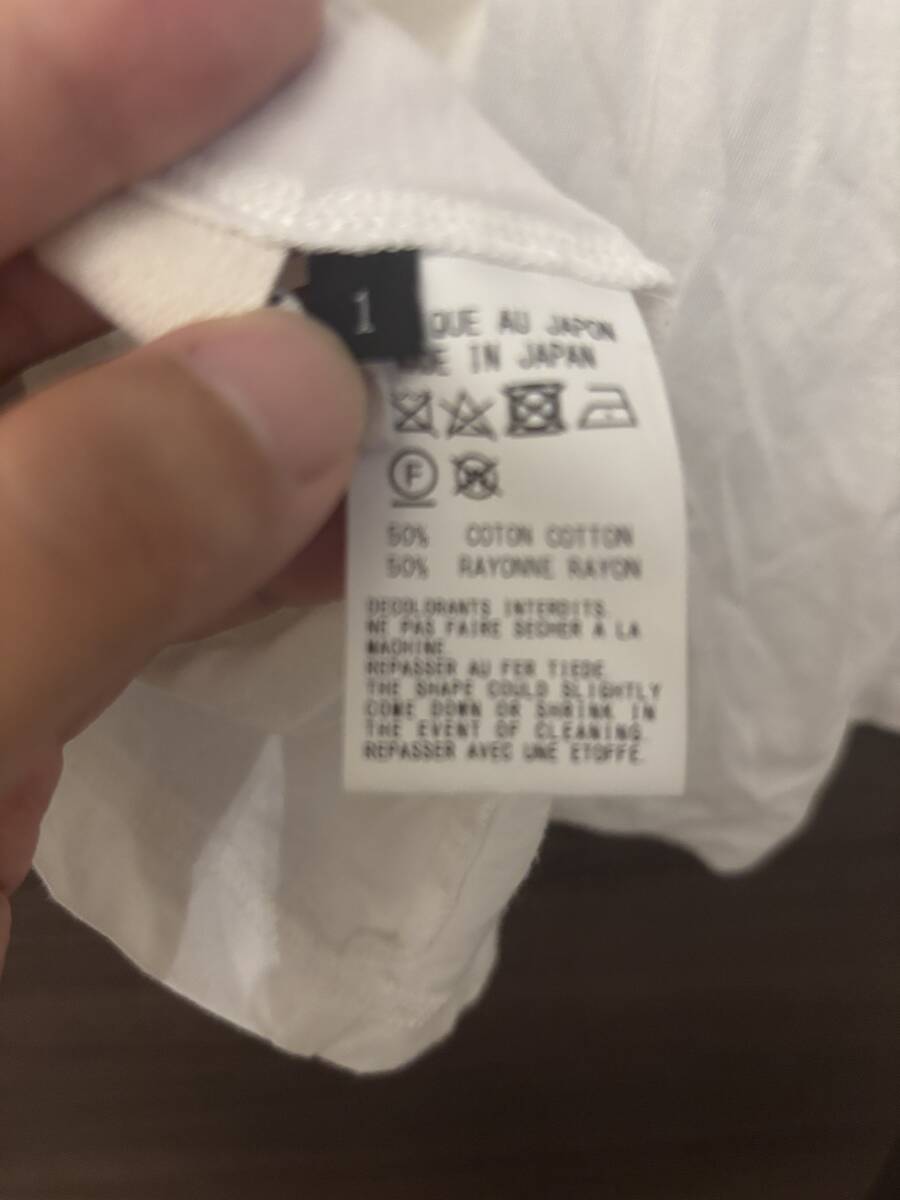 1
QUE AU JAPON
DE IN JAPAN
F
W
50% COTON COTTON
50% RAYONNE RAYON
DECOLORANTS INTERDITS.
NE PAS FAIRE SECHER A LA
MACHINE.
REPASSER AU FER TIEDE.
THE SHAPE COULD SLIGHTLY
COME DOWN OR SHRINK IN
THE EVENT OF CLEANING.
REPASSER AVEC UNE ETOFFE.